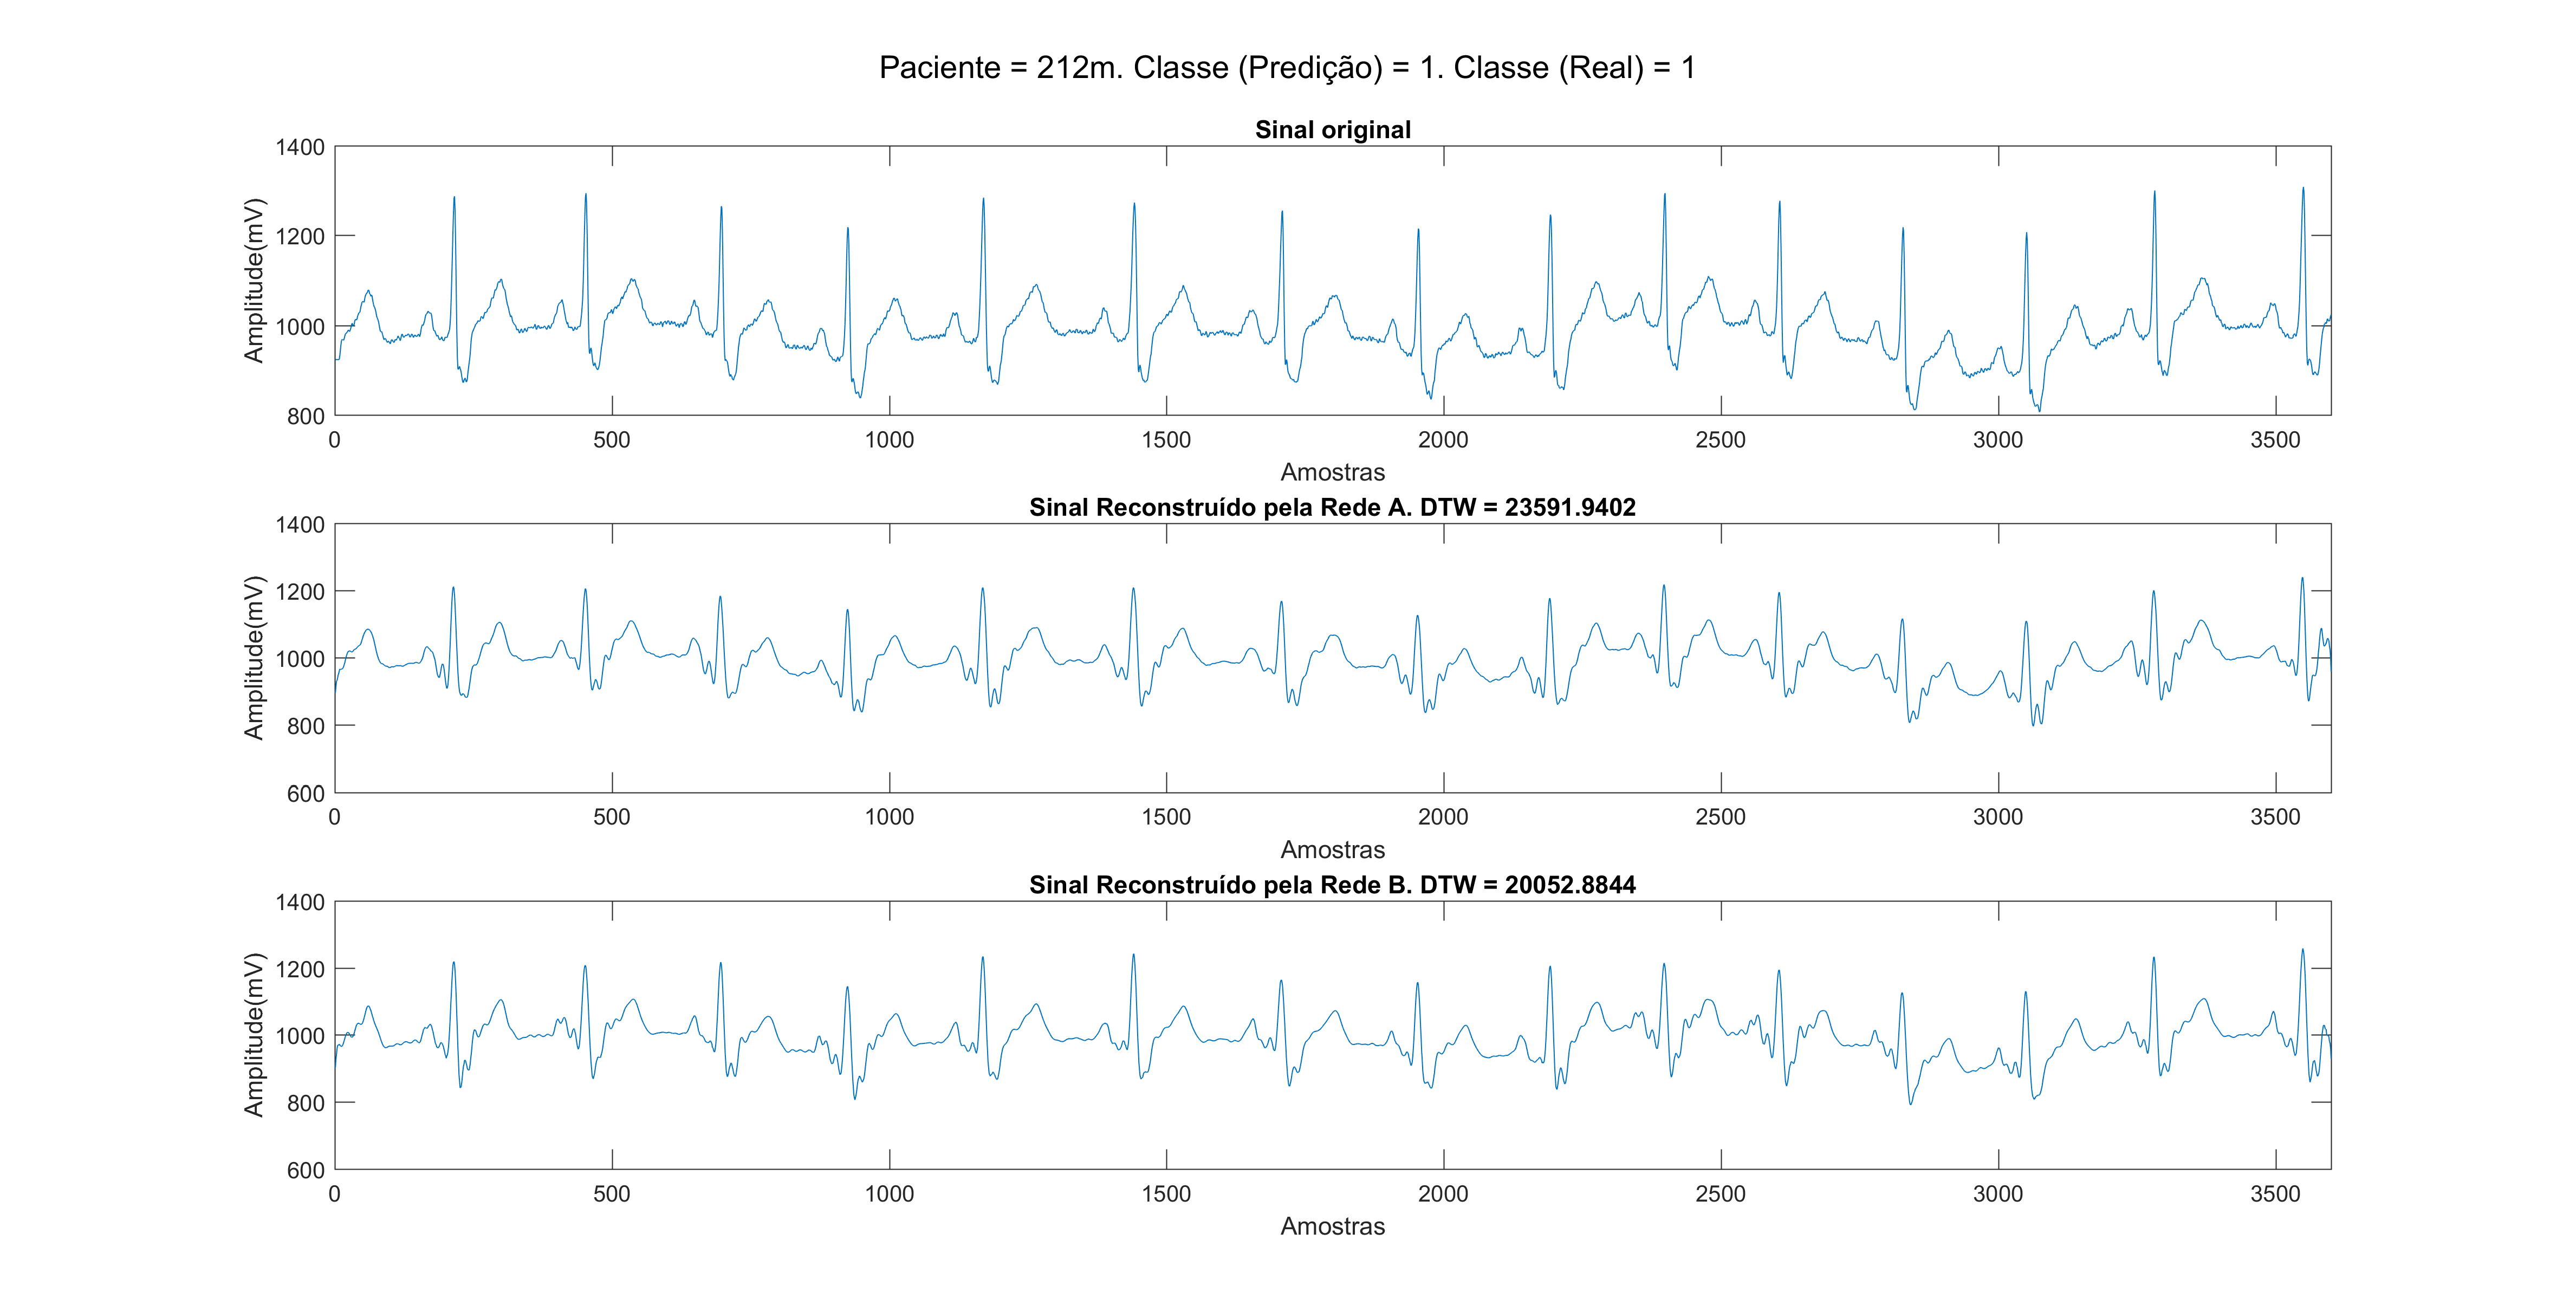 Paciente = 212m. Classe (Predição) = 1. Classe (Real) = 1
Sinal original
1400
1200
1000
800
Amplitude(mV)
0 500 1000 1500 2000 2500 3000 3500
Amostras
Sinal Reconstruído pela Rede A. DTW = 23591.9402
1400
1200
1000
800
600
Amplitude(mV)
0 500 1000 1500 2000 2500 3000 3500
Amostras
Sinal Reconstruído pela Rede B. DTW = 20052.8844
1400
1200
1000
800
600
Amplitude(mV)
0 500 1000 1500 2000 2500 3000 3500
Amostras